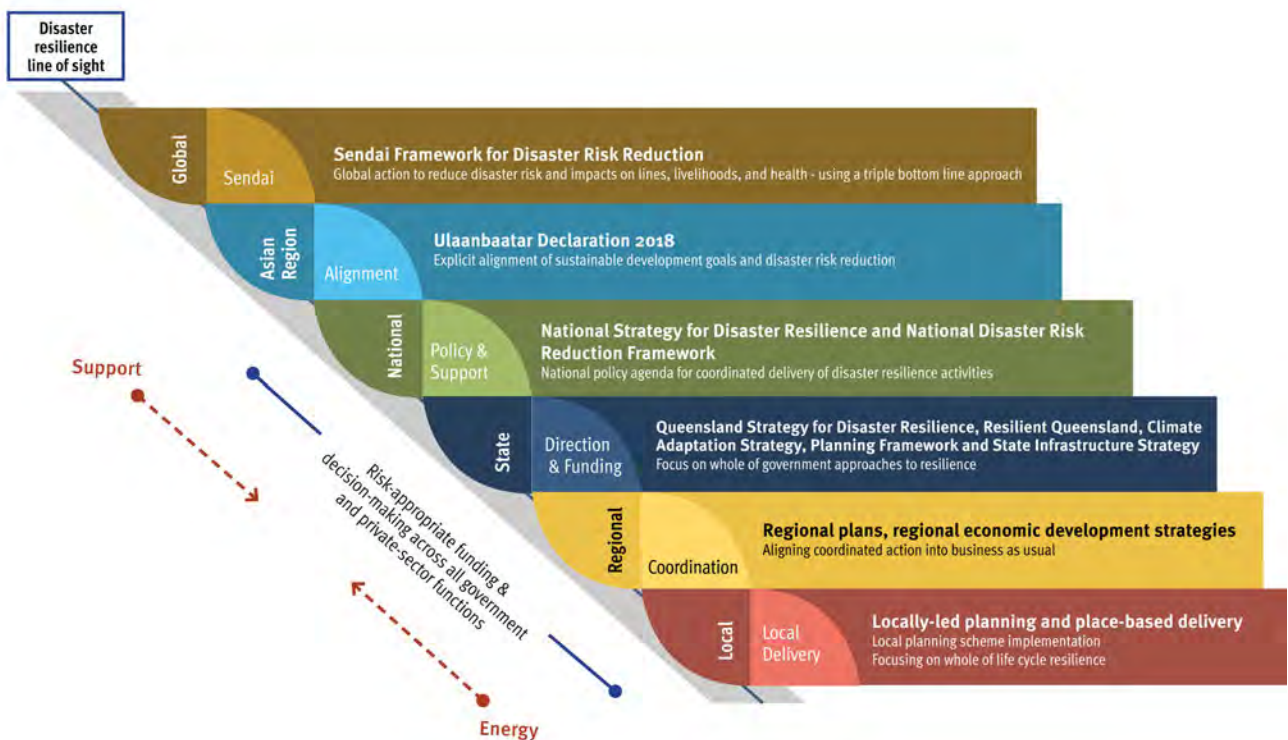 Disaster
resilience
line of sight
Global
Sendai
Sendai Framework for Disaster Risk Reduction
Global action to reduce disaster risk and impacts on lines, livelihoods, and health - using a triple bottom line approach
Asian
Region
Alignment
Ulaanbaatar Declaration 2018
Explicit alignment of sustainable development goals and disaster risk reduction
National
Policy &
Support
National Strategy for Disaster Resilience and National Disaster Risk
Reduction Framework
National policy agenda for coordinated delivery of disaster resilience activities
State
Direction
& Funding
Queensland Strategy for Disaster Resilience, Resilient Queensland, Climate
Adaptation Strategy, Planning Framework and State Infrastructure Strategy
Focus on whole of government approaches to resilience
Regional
Coordination
Regional plans, regional economic development strategies
Aligning coordinated action into business as usual
Local
Local
Delivery
Locally-led planning and place-based delivery
Local planning scheme implementation
Focusing on whole of life cycle resilience
Support
Risk-appropriate funding &
decision-making across all government
and private-sector functions
Energy